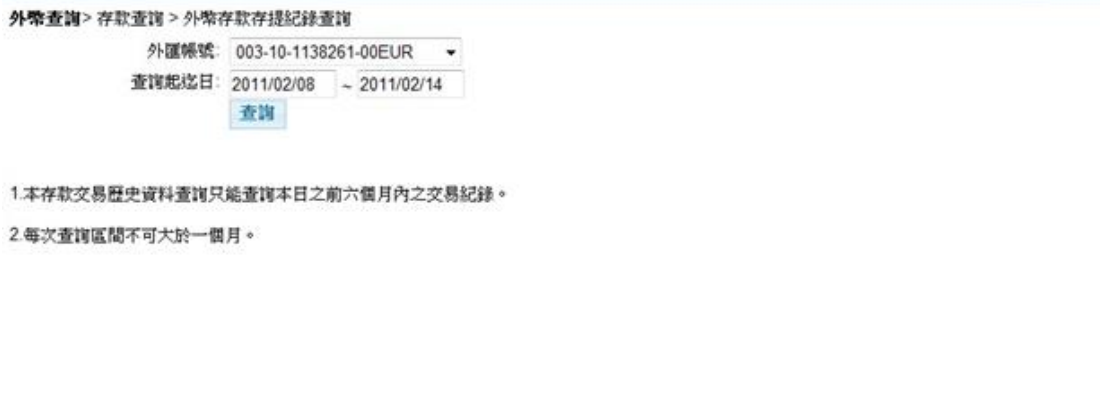 外幣查詢> 存款查詢 > 外幣存款存提紀錄查詢
外匯帳號: 003-10-1138261-00EUR
查詢起迄日: 2011/02/08 ~ 2011/02/14
查詢
1.本存款交易歷史資料查詢只能查詢本日之前六個月內之交易紀錄。
2.每次查詢區間不可大於一個月。